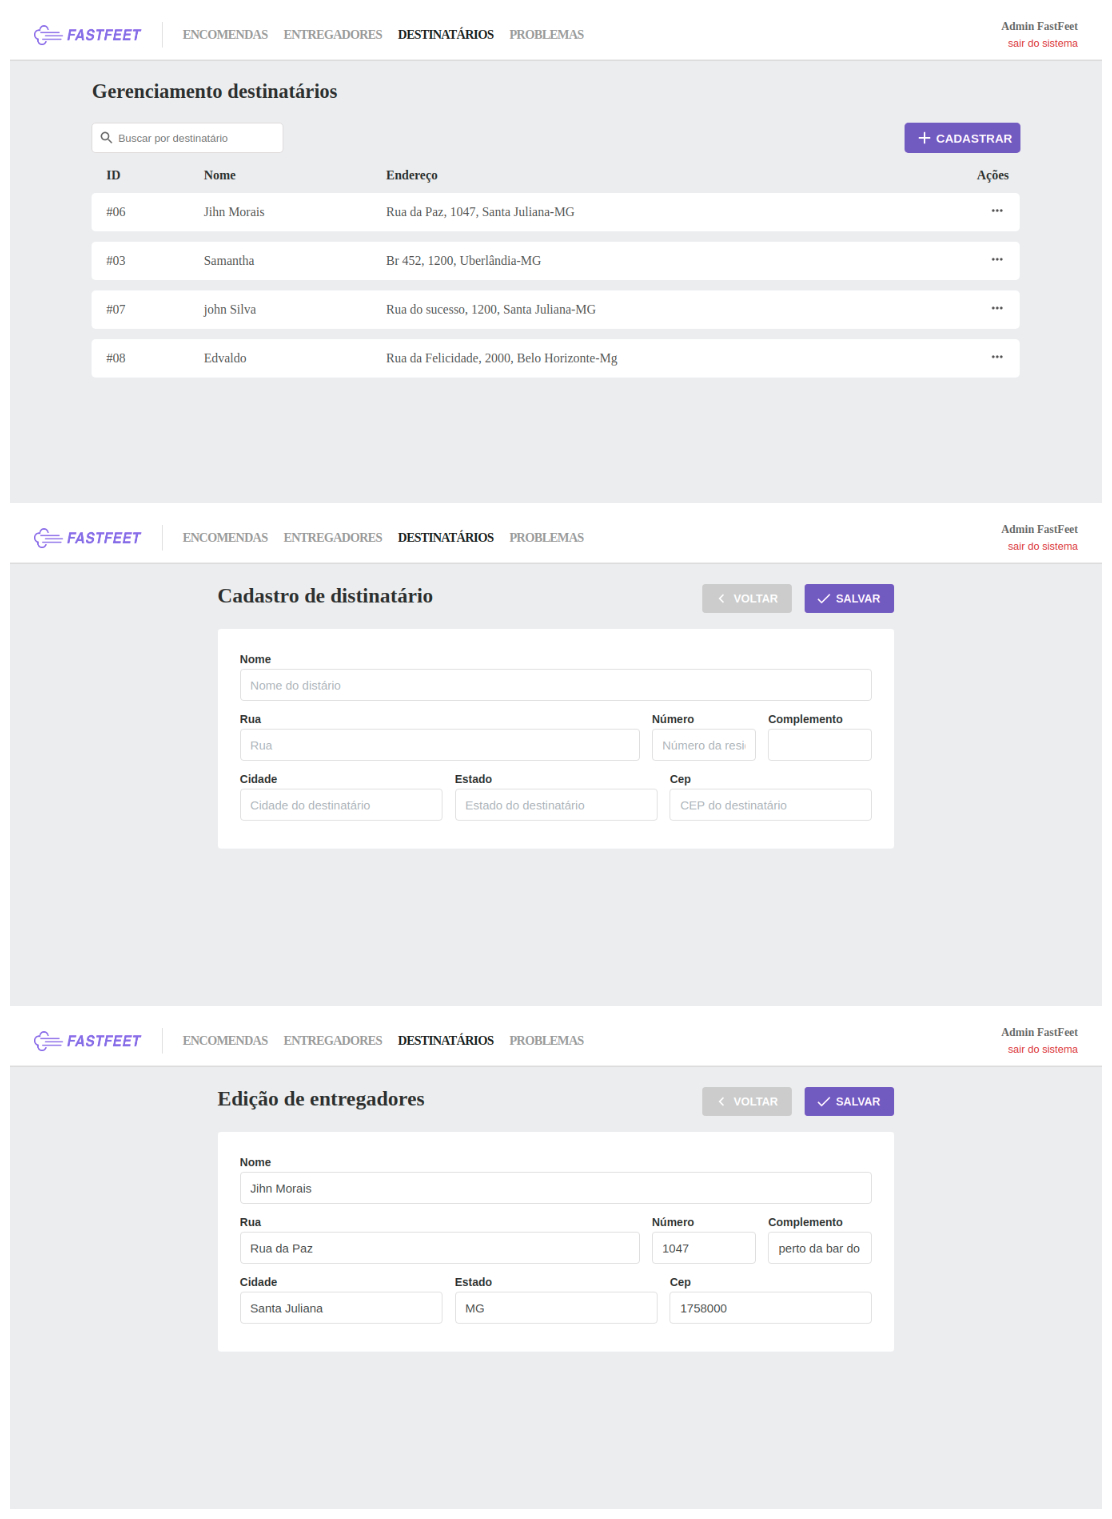 FASTFEET ENCOMENDAS ENTREGADORES DESTINATÁRIOS PROBLEMAS Admin FastFeet
sair do sistema
Gerenciamento destinatários
Buscar por destinatário CADASTRAR
ID Nome Endereço Ações
#06 Jihn Morais Rua da Paz, 1047, Santa Juliana-MG ...
#03 Samantha Br 452, 1200, Uberlândia-MG ...
#07 john Silva Rua do sucesso, 1200, Santa Juliana-MG ...
#08 Edvaldo Rua da Felicidade, 2000, Belo Horizonte-Mg ...
FASTFEET ENCOMENDAS ENTREGADORES DESTINATÁRIOS PROBLEMAS Admin FastFeet
sair do sistema
Cadastro de distinatário VOLTAR SALVAR
Nome
Nome do distário
Rua Número Complemento
Rua Número da resi
Cidade Estado Cep
Cidade do destinatário Estado do destinatário CEP do destinatário
FASTFEET ENCOMENDAS ENTREGADORES DESTINATÁRIOS PROBLEMAS Admin FastFeet
sair do sistema
Edição de entregadores VOLTAR SALVAR
Nome
Jihn Morais
Rua Número Complemento
Rua da Paz 1047 perto da bar do
Cidade Estado Cep
Santa Juliana MG 1758000